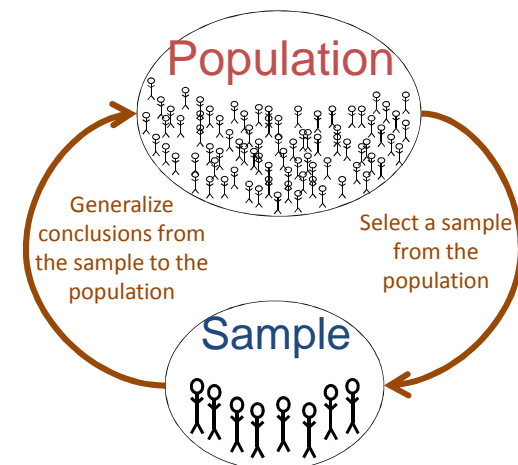 Population
Generalize
conclusions from
the sample to the
population
Select a sample
from the
population
Sample